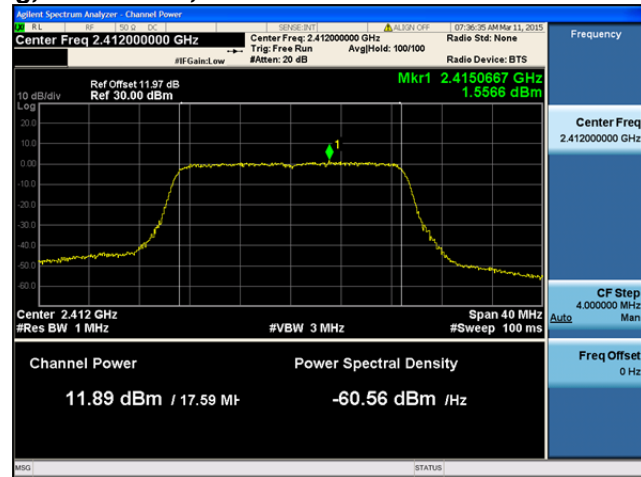 Agilent Spectrum Analyzer - Channel Power
RL RF 50 Ω DC SENSE:INT ALIGN OFF 07:36:35 AM Mar 11, 2015
Center Freq 2.412000000 GHz Center Freq: 2.412000000 GHz Radio Std: None
Trig: Free Run Avg|Hold: 100/100
#IFGain:Low #Atten: 20 dB Radio Device: BTS
Frequency
Mkr1 2.4150667 GHz
1.5566 dBm
Ref Offset 11.97 dB
10 dB/div Ref 30.00 dBm
Log
20.0
10.0
0.00
-10.0
-20.0
-30.0
-40.0
-50.0
-60.0
1
Center 2.412 GHz Span 40 MHz
#Res BW 1 MHz #VBW 3 MHz #Sweep 100 ms
Channel Power Power Spectral Density
11.89 dBm / 17.59 MH -60.56 dBm /Hz
Center Freq
2.412000000 GHz
CF Step
4.000000 MHz
Auto Man
Freq Offset
0 Hz
MSG STATUS